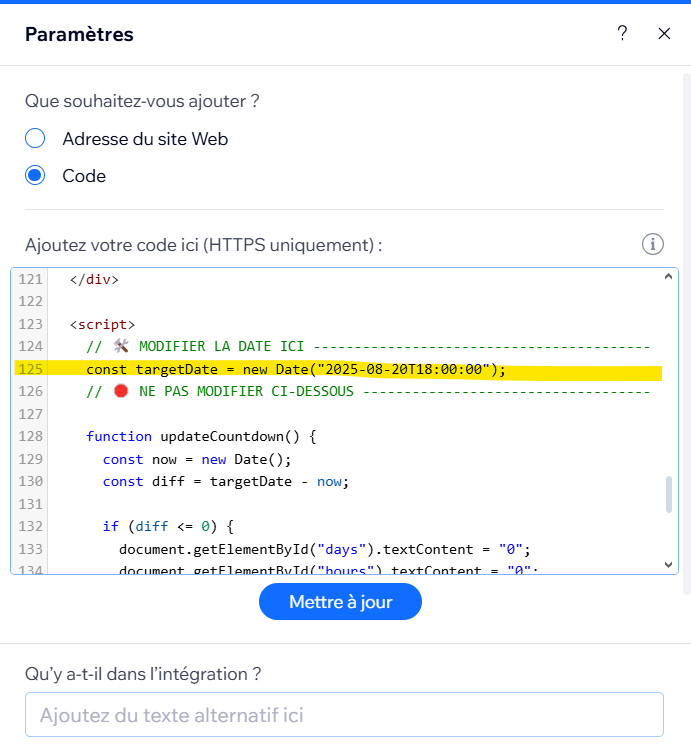 Paramètres ?
Que souhaitez-vous ajouter ?
Adresse du site Web
Code
Ajoutez votre code ici (HTTPS uniquement) :
121 </div>
122
123 <script>
124 // 🛠 MODIFIER LA DATE ICI -----------------------------------------
125 const targetDate = new Date("2025-08-20T18:00:00");
126 // 🛑 NE PAS MODIFIER CI-DESSOUS -----------------------------------
127
128 function updateCountdown() {
129 const now = new Date();
130 const diff = targetDate - now;
131
132 if (diff <= 0) {
133 document.getElementById("days").textContent = "0";
134 document.getElementById("hours").textContent = "0";
Mettre à jour
Qu'y a-t-il dans l'intégration ?
Ajoutez du texte alternatif ici